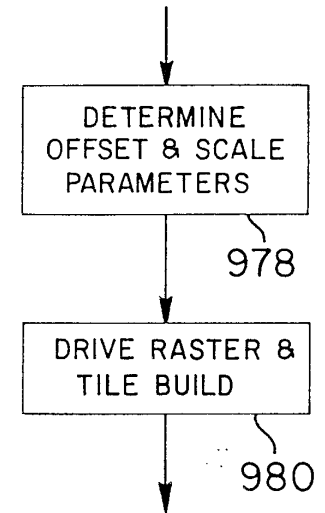 DETERMINE
OFFSET & SCALE
PARAMETERS
978
DRIVE RASTER &
TILE BUILD
980